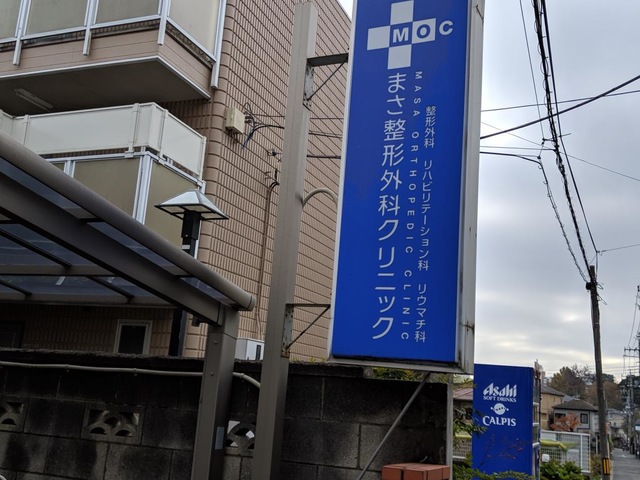 MOC
整形外科 リハビリテーション科 リウマチ科
MASA ORTHOPEDIC CLINIC
まさ整形外科クリニック
Asahi
SOFT DRINKS
CALPIS